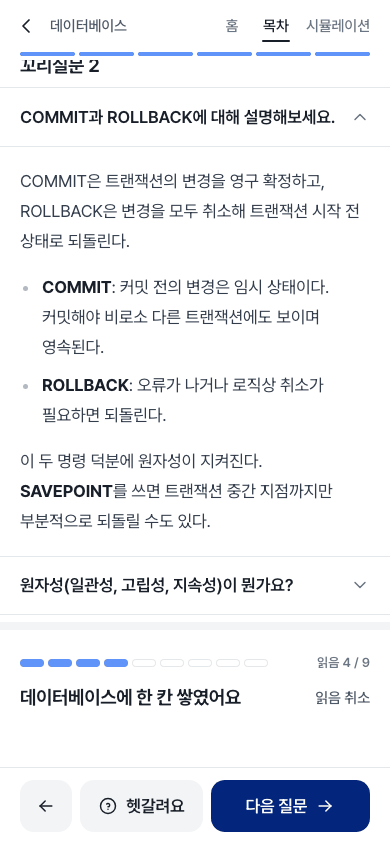 데이터베이스
홈
목차
시뮬레이션
꼬리질문 2
COMMIT과 ROLLBACK에 대해 설명해보세요.
COMMIT은 트랜잭션의 변경을 영구 확정하고,
ROLLBACK은 변경을 모두 취소해 트랜잭션 시작 전
상태로 되돌린다.
COMMIT: 커밋 전의 변경은 임시 상태이다.
커밋해야 비로소 다른 트랜잭션에도 보이며
영속된다.
ROLLBACK: 오류가 나거나 로직상 취소가
필요하면 되돌린다.
이 두 명령 덕분에 원자성이 지켜진다.
SAVEPOINT를 쓰면 트랜잭션 중간 지점까지만
부분적으로 되돌릴 수도 있다.
원자성(일관성, 고립성, 지속성)이 뭔가요?
읽음 4 / 9
데이터베이스에 한 칸 쌓였어요
읽음 취소
헷갈려요
다음 질문